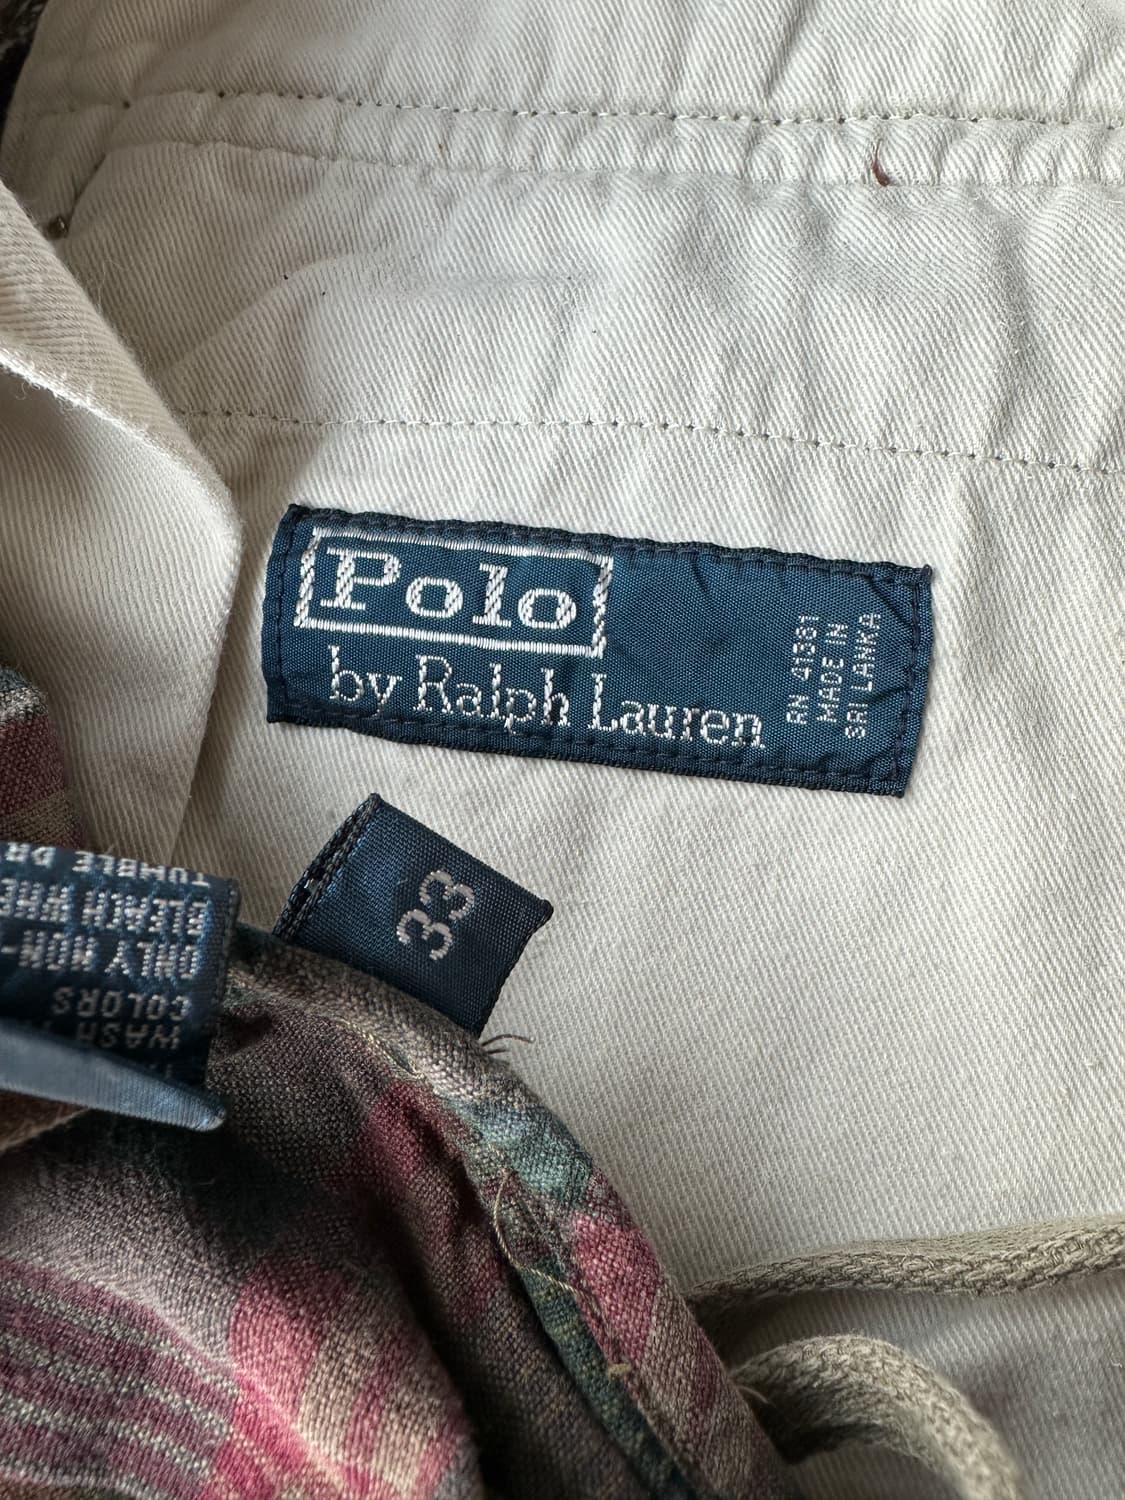 Polo
by Ralph Lauren
RN 41381
MADE IN
SRI LANKA
33
WASH
COLORS
ONLY NON-
BLEACH WHE
TUMBLE DR